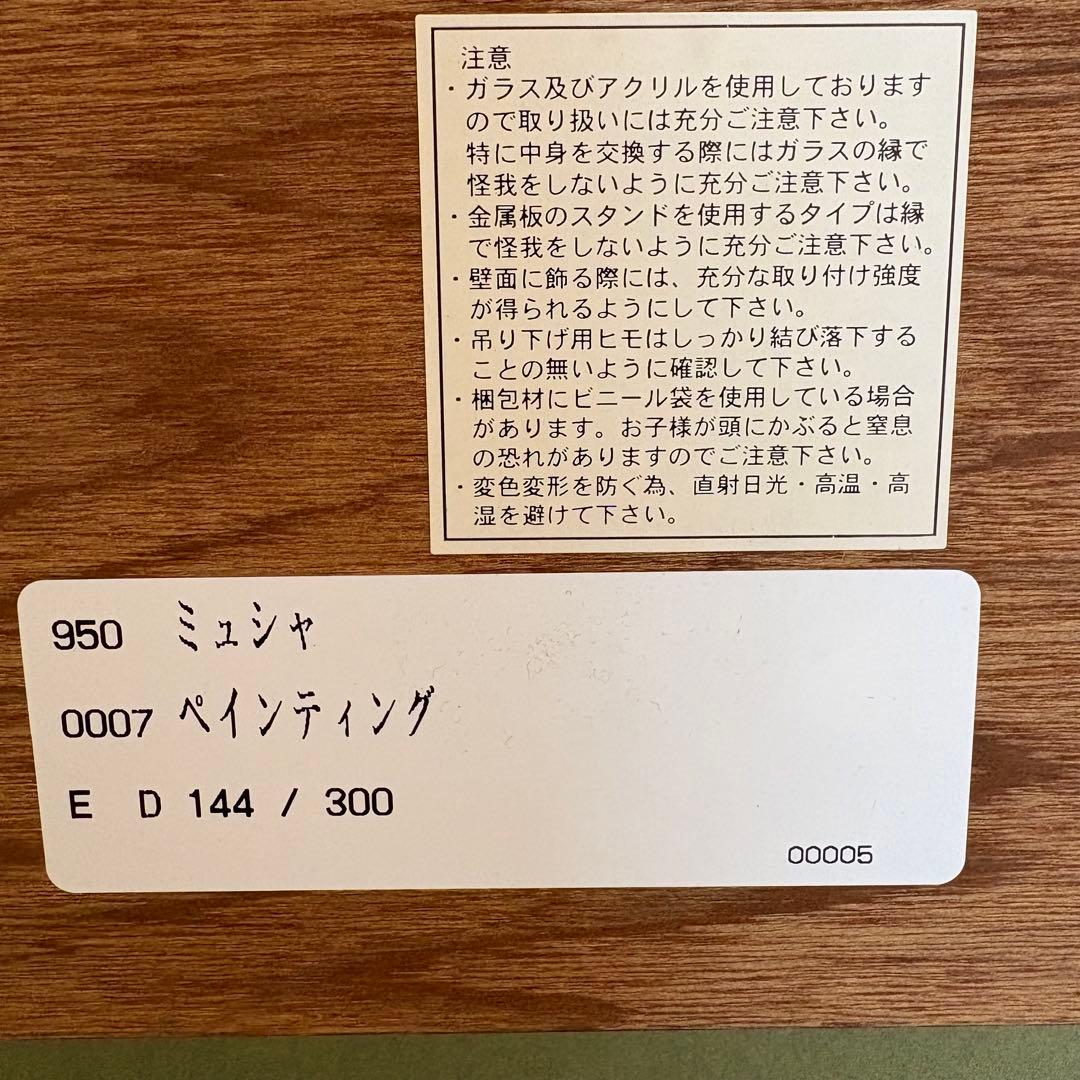 注意
・ガラス及びアクリルを使用しております
ので取り扱いには充分ご注意下さい。
特に中身を交換する際にはガラスの縁で
怪我をしないように充分ご注意下さい。
・金属板のスタンドを使用するタイプは縁
で怪我をしないように充分ご注意下さい。
・壁面に飾る際には、充分な取り付け強度
が得られるようにして下さい。
・吊り下げ用ヒモはしっかり結び落下する
ことの無いように確認して下さい。
・梱包材にビニール袋を使用している場合
があります。お子様が頭にかぶると窒息
の恐れがありますのでご注意下さい。
・変色変形を防ぐ為、直射日光・高温・高
湿を避けて下さい。
950 ミュシャ
0007 ペインティング
E D 144 / 300
00005